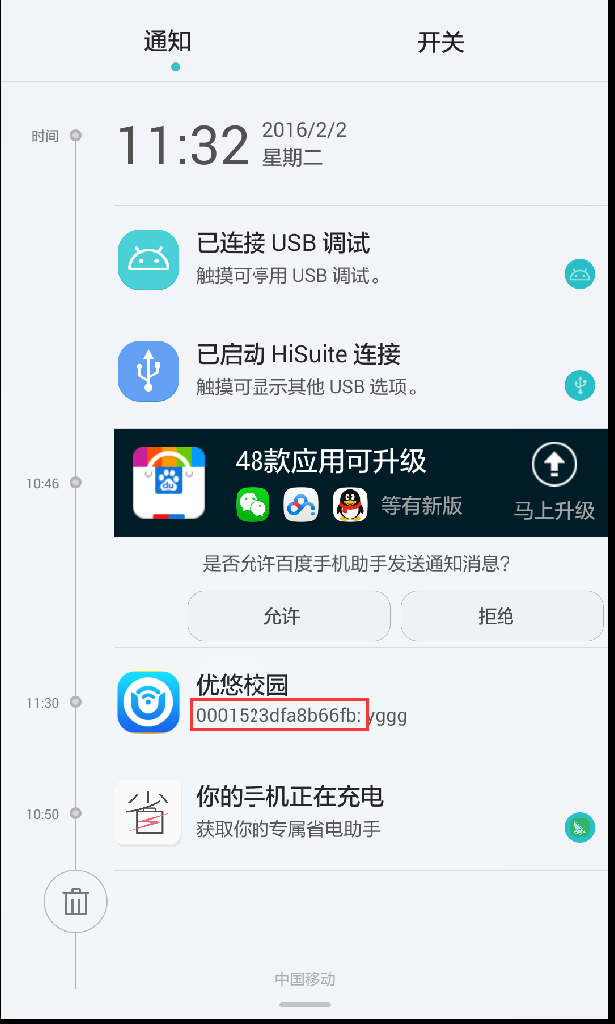 通知
开关
时间
11:32
2016/2/2
星期二
已连接 USB 调试
触摸可停用 USB 调试。
已启动 HiSuite 连接
触摸可显示其他 USB 选项。
10:46
du
48款应用可升级
等有新版
马上升级
是否允许百度手机助手发送通知消息?
允许
拒绝
11:30
优悠校园
0001523dfa8b66fb: yggg
10:50
省
你的手机正在充电
获取你的专属省电助手
中国移动